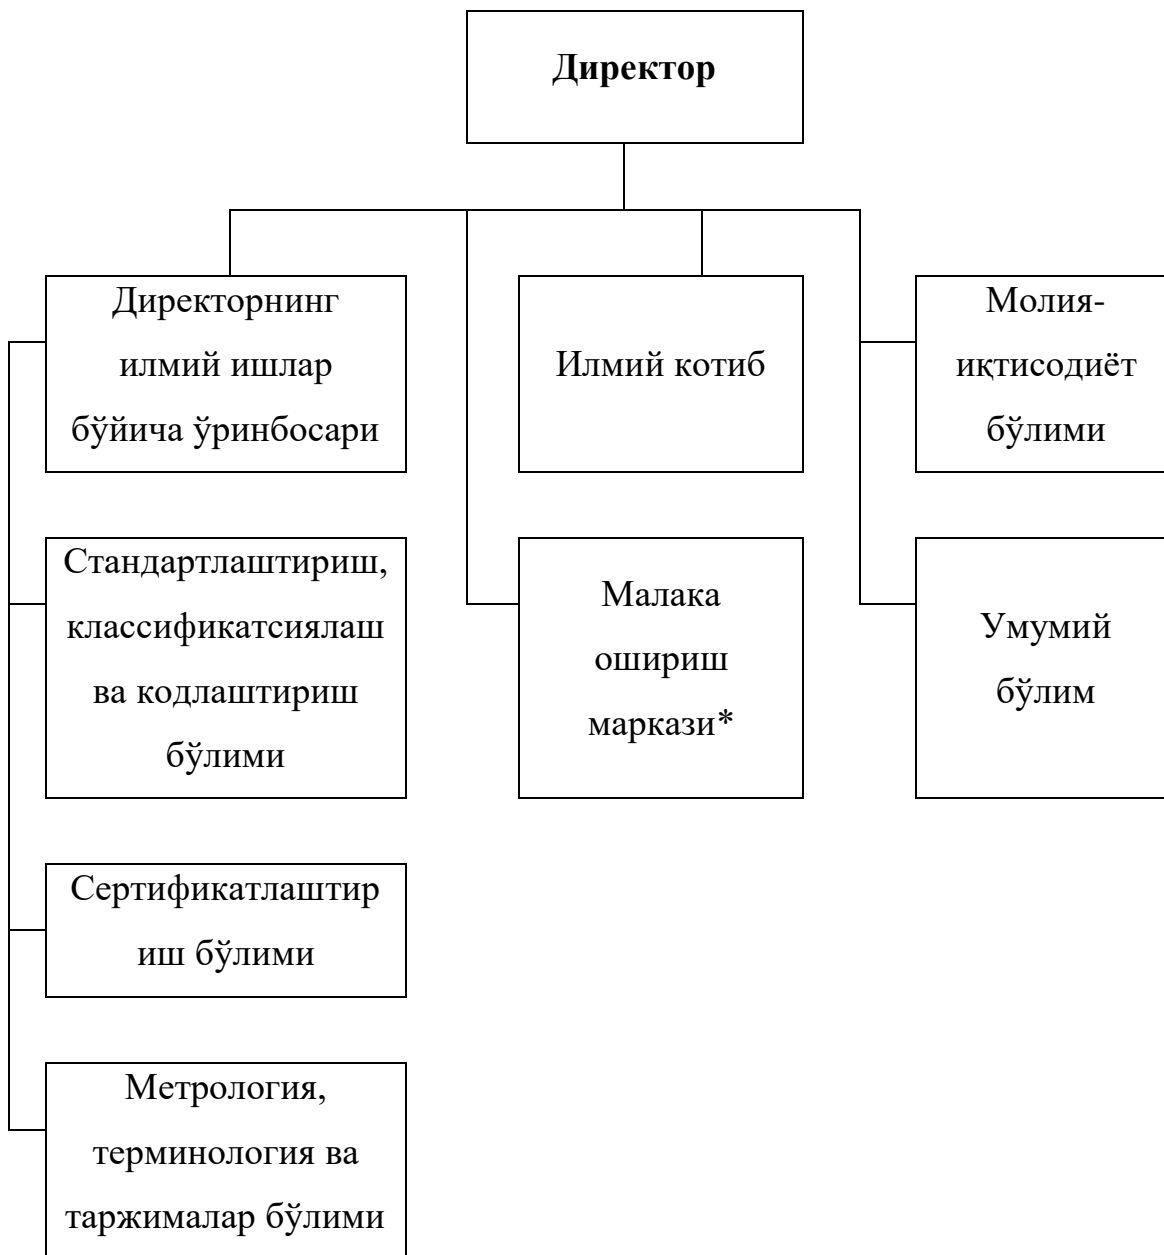 Директор
Директорнинг
илмий ишлар
бўйича ўринбосари
Илмий котиб
Молия-
иқтисодиёт
бўлими
Стандартлаштириш,
классификатсиялаш
ва кодлаштириш
бўлими
Малака
ошириш
маркази*
Умумий
бўлим
Сертификатлаштир
иш бўлими
Метрология,
терминология ва
таржималар бўлими